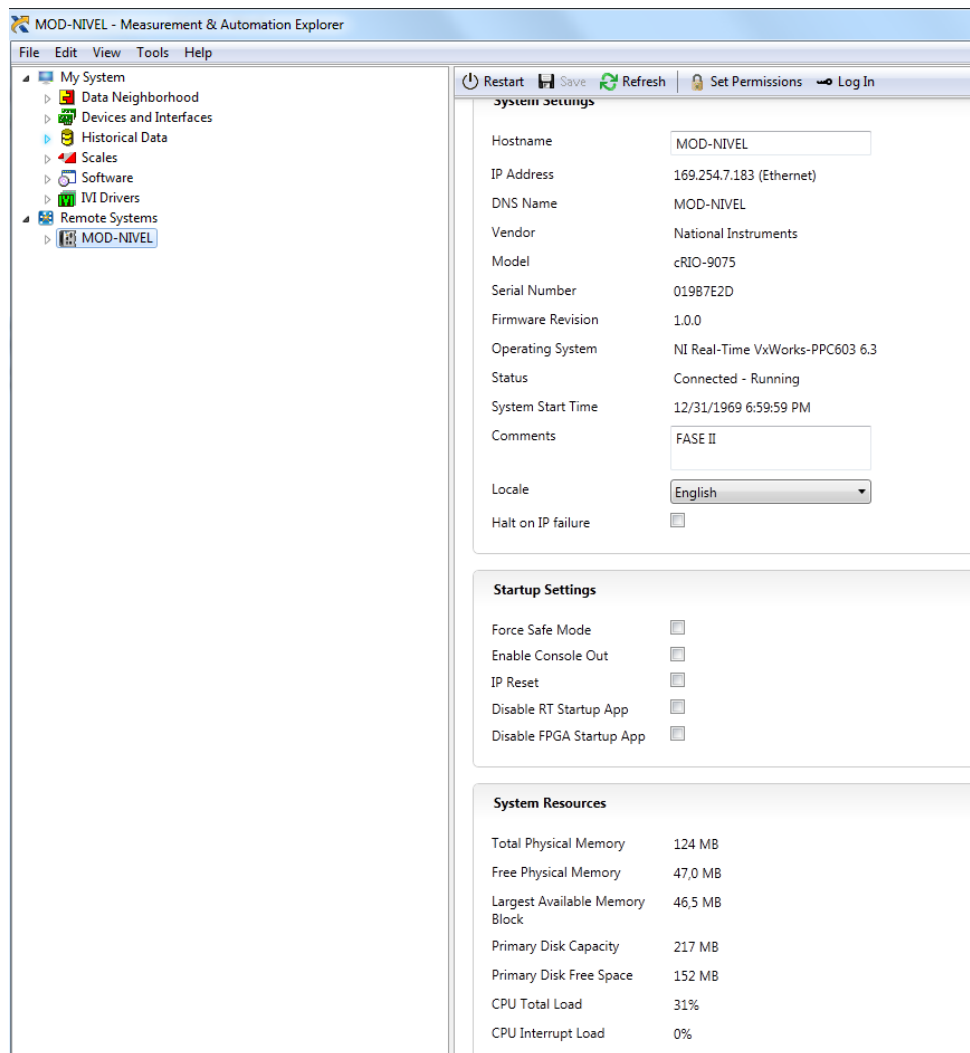 MOD-NIVEL - Measurement & Automation Explorer
File Edit View Tools Help
My System
Data Neighborhood
Devices and Interfaces
Historical Data
Scales
Software
IVI Drivers
Remote Systems
MOD-NIVEL
Restart Save Refresh Set Permissions Log In
System Settings
Hostname MOD-NIVEL
IP Address 169.254.7.183 (Ethernet)
DNS Name MOD-NIVEL
Vendor National Instruments
Model cRIO-9075
Serial Number 019B7E2D
Firmware Revision 1.0.0
Operating System NI Real-Time VxWorks-PPC603 6.3
Status Connected - Running
System Start Time 12/31/1969 6:59:59 PM
Comments FASE II
Locale English
Halt on IP failure
Startup Settings
Force Safe Mode
Enable Console Out
IP Reset
Disable RT Startup App
Disable FPGA Startup App
System Resources
Total Physical Memory 124 MB
Free Physical Memory 47,0 MB
Largest Available Memory 46,5 MB
Block
Primary Disk Capacity 217 MB
Primary Disk Free Space 152 MB
CPU Total Load 31%
CPU Interrupt Load 0%